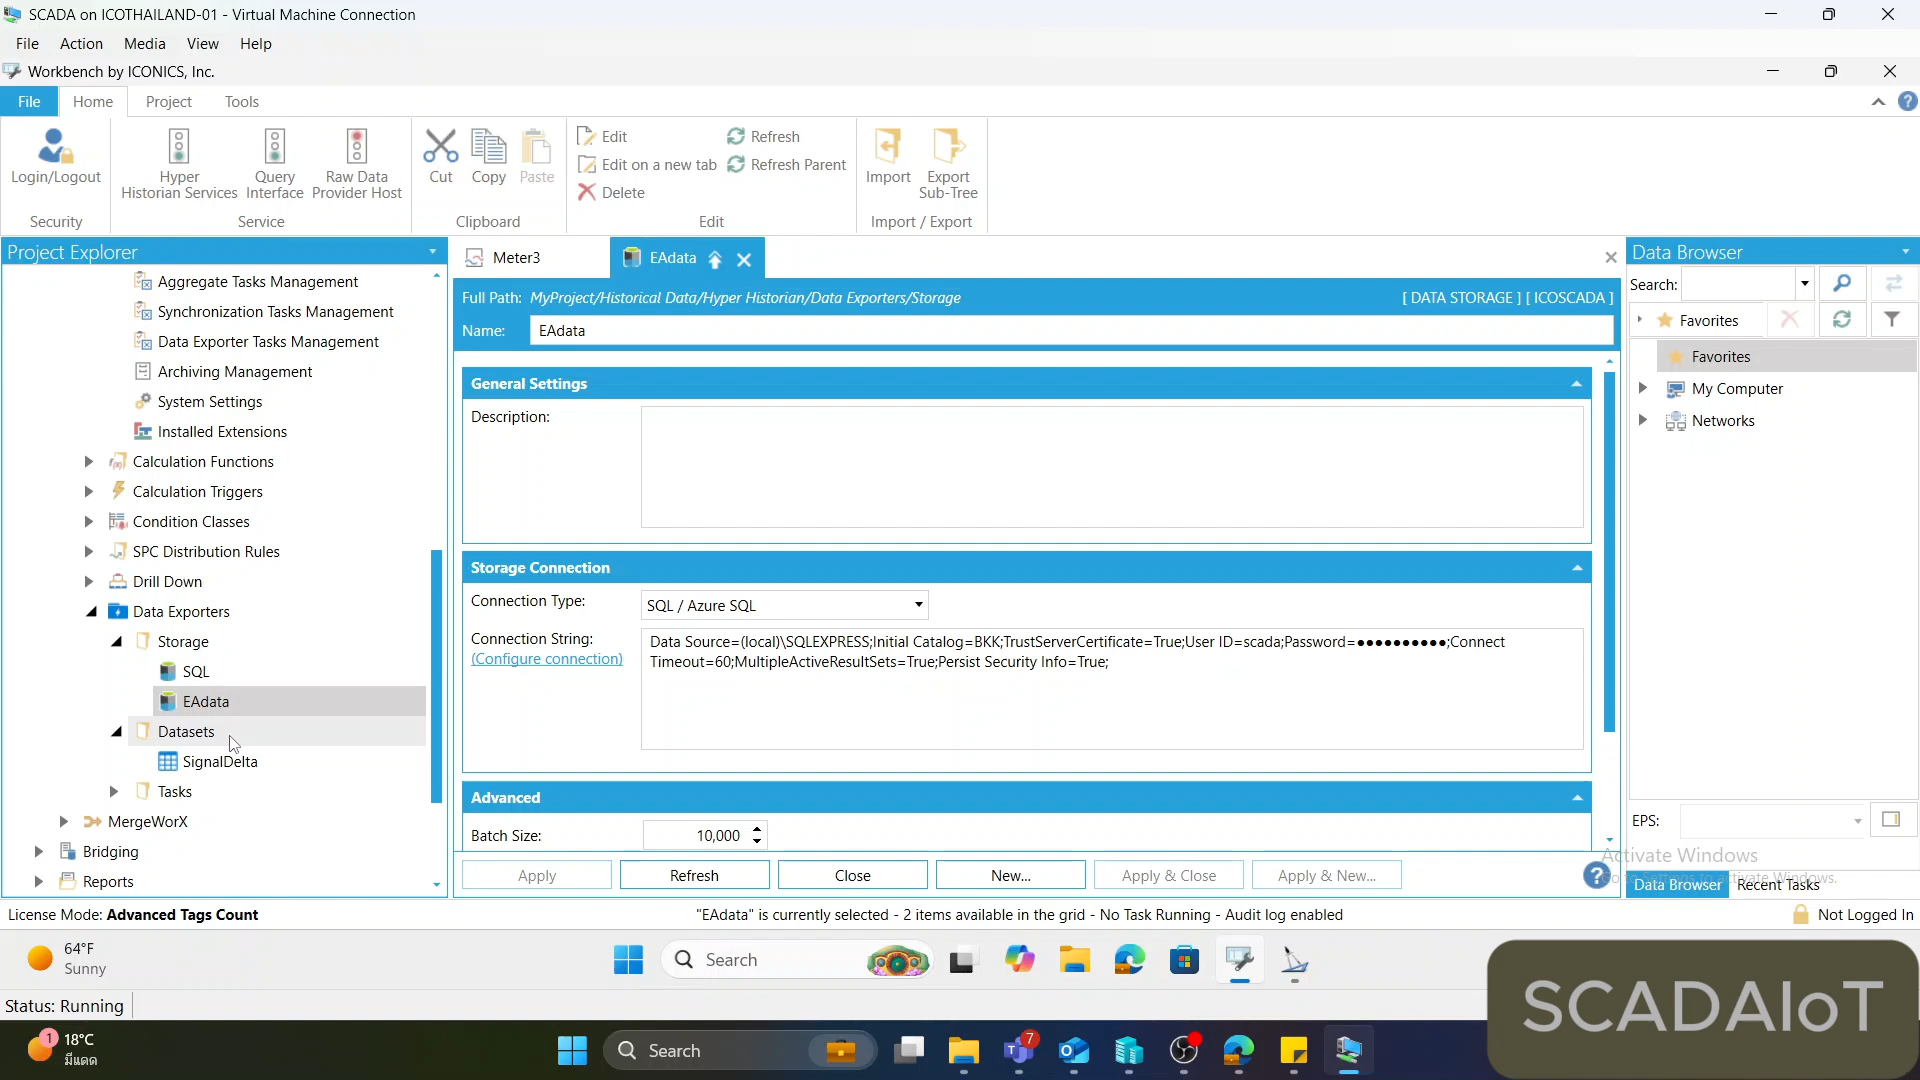 SCADA on ICOTHAILAND-01 - Virtual Machine Connection
File Action Media View Help
Workbench by ICONICS, Inc.
File Home Project Tools
Login/Logout
Security
Hyper Historian Services
Query Interface
Raw Data Provider Host
Service
Cut
Copy
Paste
Clipboard
Edit
Edit on a new tab
Delete
Refresh
Refresh Parent
Edit
Import
Export Sub-Tree
Import / Export
Project Explorer
Aggregate Tasks Management
Synchronization Tasks Management
Data Exporter Tasks Management
Archiving Management
System Settings
Installed Extensions
Calculation Functions
Calculation Triggers
Condition Classes
SPC Distribution Rules
Drill Down
Data Exporters
Storage
SQL
EAdata
Datasets
SignalDelta
Tasks
MergeWorX
Bridging
Reports
Meter3
EAdata
Full Path: MyProject/Historical Data/Hyper Historian/Data Exporters/Storage
[ DATA STORAGE ] [ ICOSCADA ]
Name: EAdata
General Settings
Description:
Storage Connection
Connection Type: SQL / Azure SQL
Connection String:
(Configure connection)
Data Source=(local)\SQLEXPRESS;Initial Catalog=BKK;TrustServerCertificate=True;User ID=scada;Password=●●●●●●●●●●;Connect
Timeout=60;MultipleActiveResultSets=True;Persist Security Info=True;
Advanced
Batch Size: 10,000
Apply Refresh Close New... Apply & Close Apply & New...
Data Browser
Search:
Favorites
Favorites
My Computer
Networks
EPS:
Activate Windows
Go to Settings to activate Windows.
Data Browser Recent Tasks
License Mode: Advanced Tags Count
"EAdata" is currently selected - 2 items available in the grid - No Task Running - Audit log enabled
Not Logged In
64°F
Sunny
Search
Status: Running
SCADAIoT
1
18°C
มีแดด
Search
7